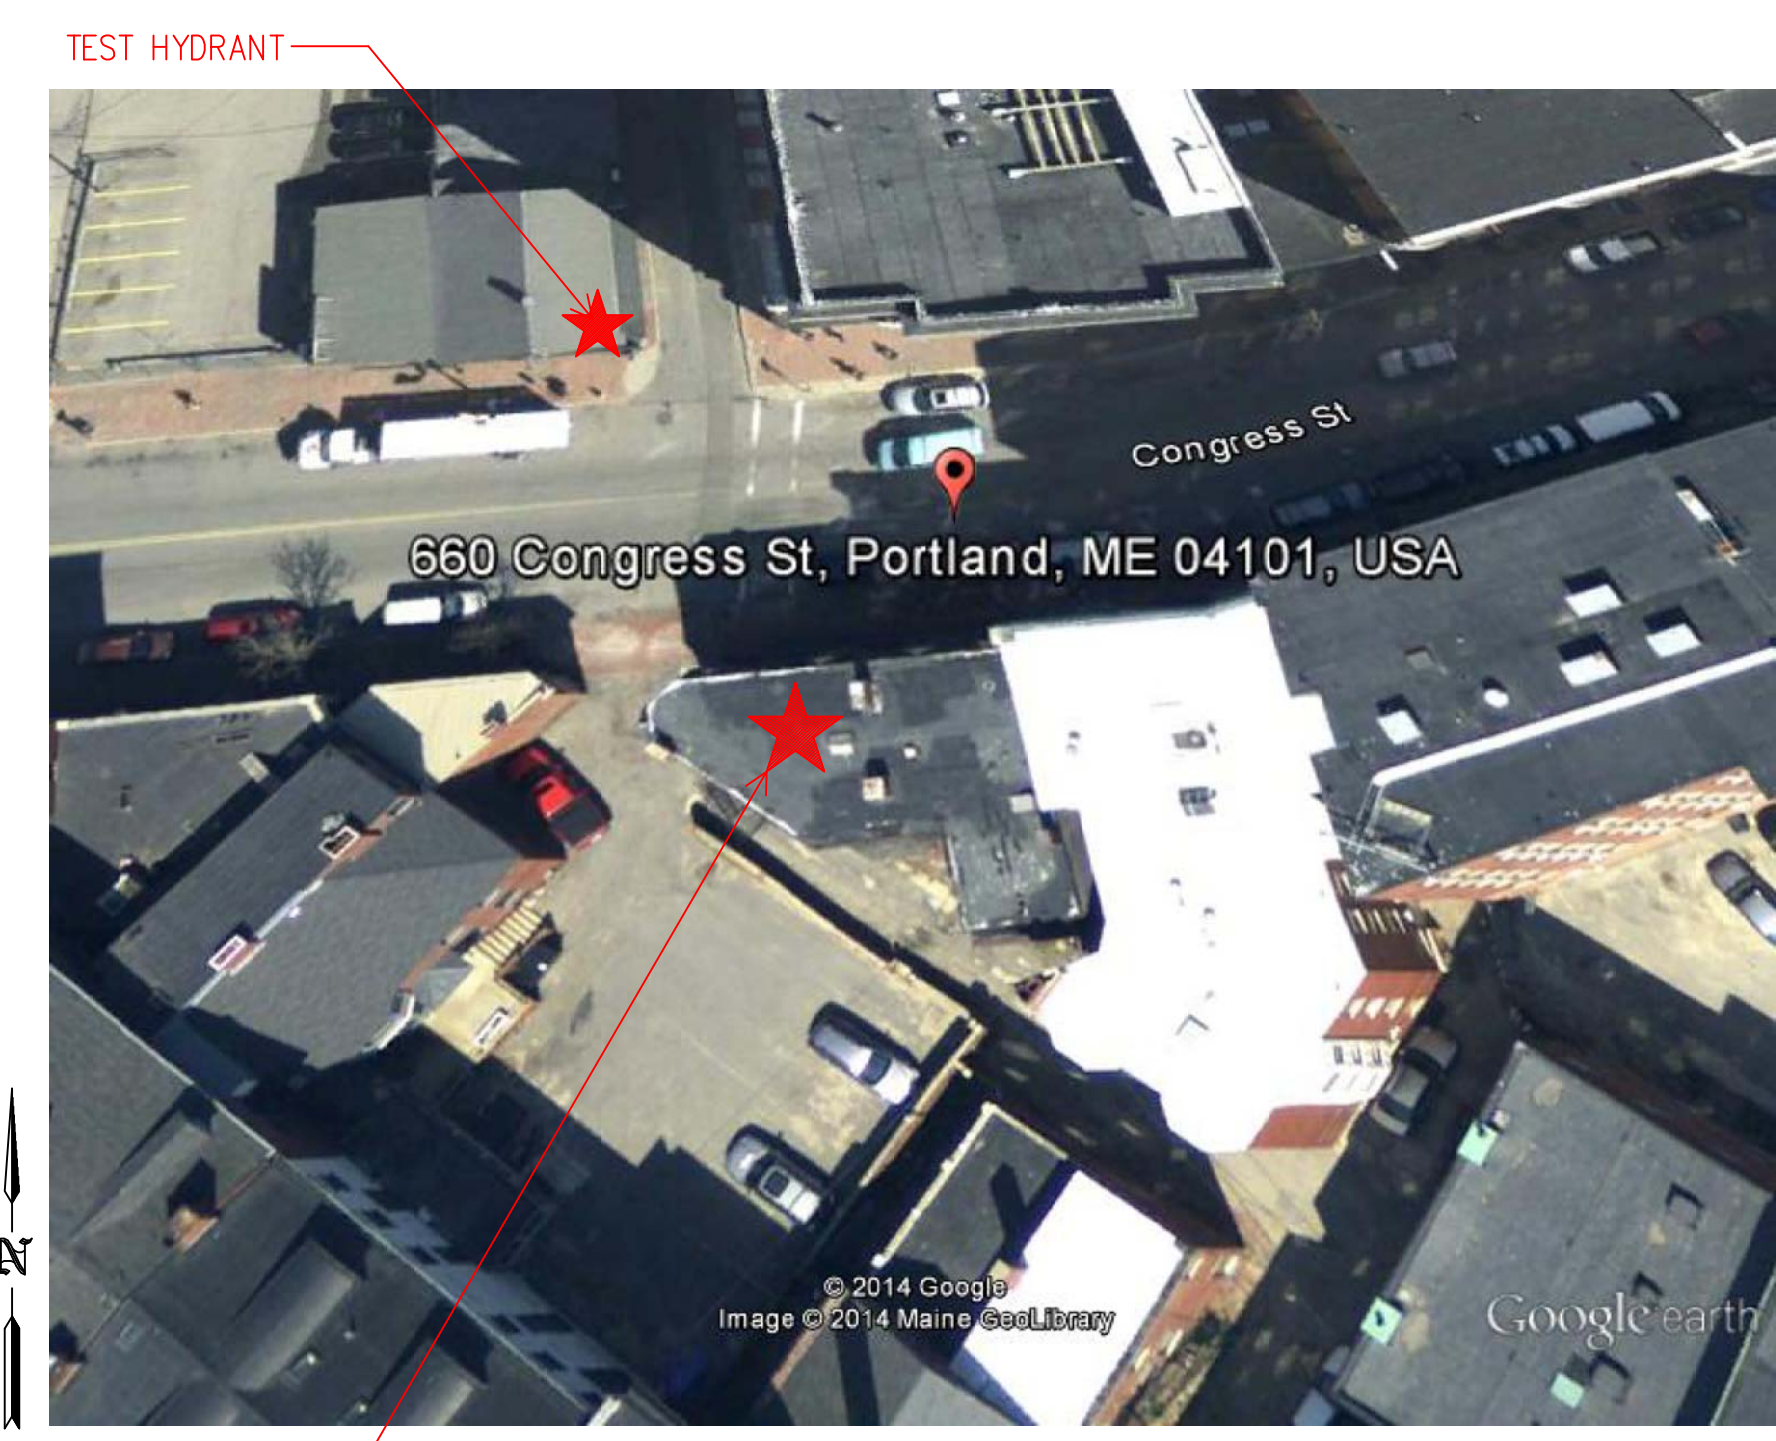 TEST HYDRANT
Congress St
660 Congress St, Portland, ME 04101, USA
N
© 2014 Google
Image © 2014 Maine GeoLibrary
Google earth